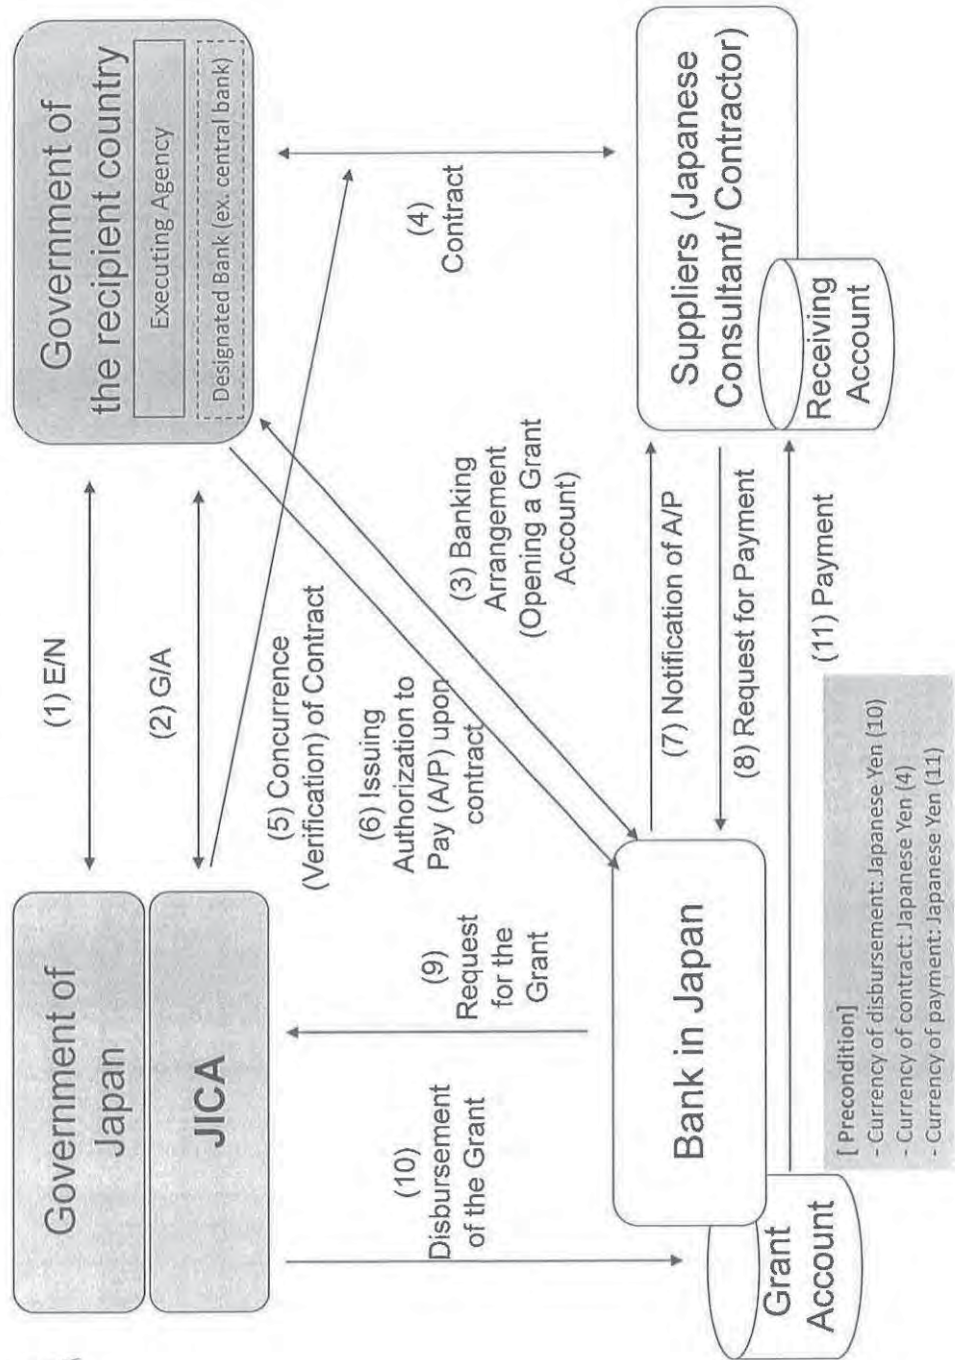 Government of
Japan
JICA
(1) E/N
(2) G/A
Government of
the recipient country
Executing Agency
Designated Bank (ex. central bank)
(5) Concurrence
(Verification) of Contract
(6) Issuing
Authorization to
Pay (A/P) upon
contract
(4)
Contract
(9)
Request
for the
Grant
(10)
Disbursement
of the Grant
(3) Banking
Arrangement
(Opening a Grant
Account)
Bank in Japan
Grant
Account
(7) Notification of A/P
(8) Request for Payment
(11) Payment
Suppliers (Japanese
Consultant/ Contractor)
Receiving
Account
[ Precondition]
- Currency of disbursement: Japanese Yen (10)
- Currency of contract: Japanese Yen (4)
- Currency of payment: Japanese Yen (11)